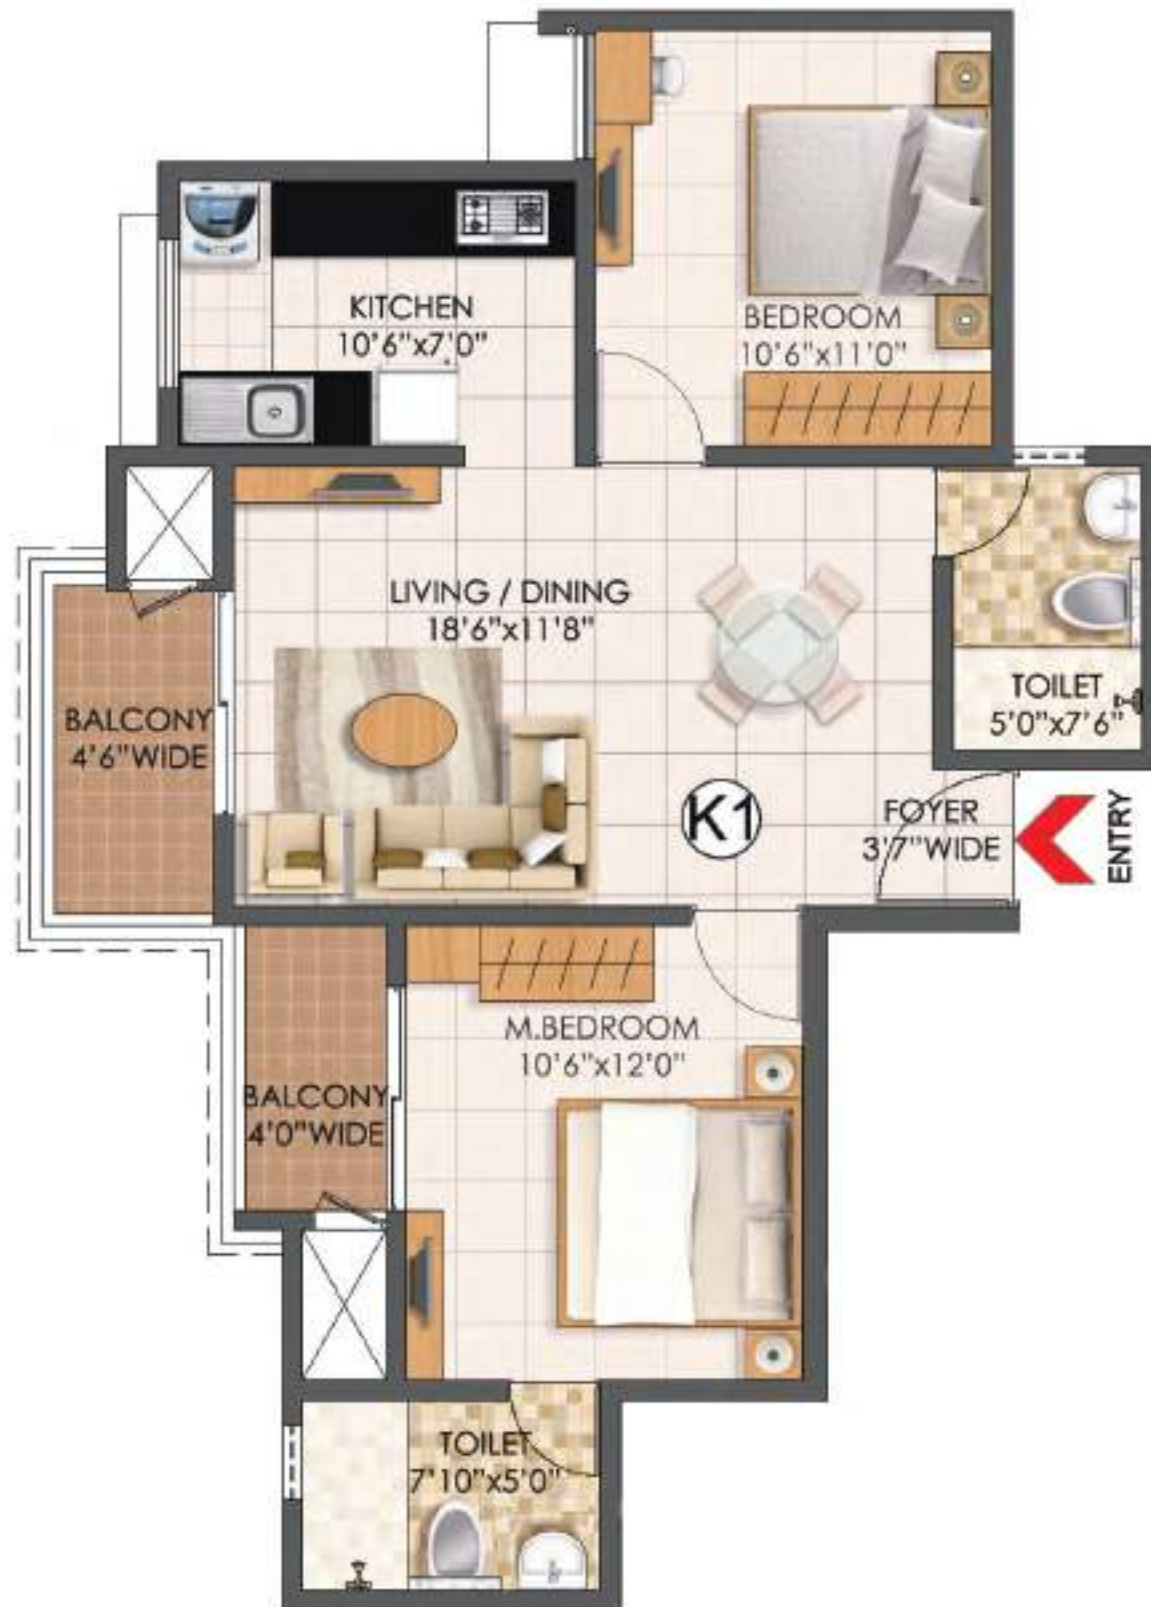 KITCHEN
10'6"x7'0"
BEDROOM
10'6"x11'0"
LIVING / DINING
18'6"x11'8"
TOILET
5'0"x7'6"
BALCONY
4'6"WIDE
K1
FOYER
3'7"WIDE
ENTRY
M.BEDROOM
10'6"x12'0"
BALCONY
4'0"WIDE
TOILET
7'10"x5'0"